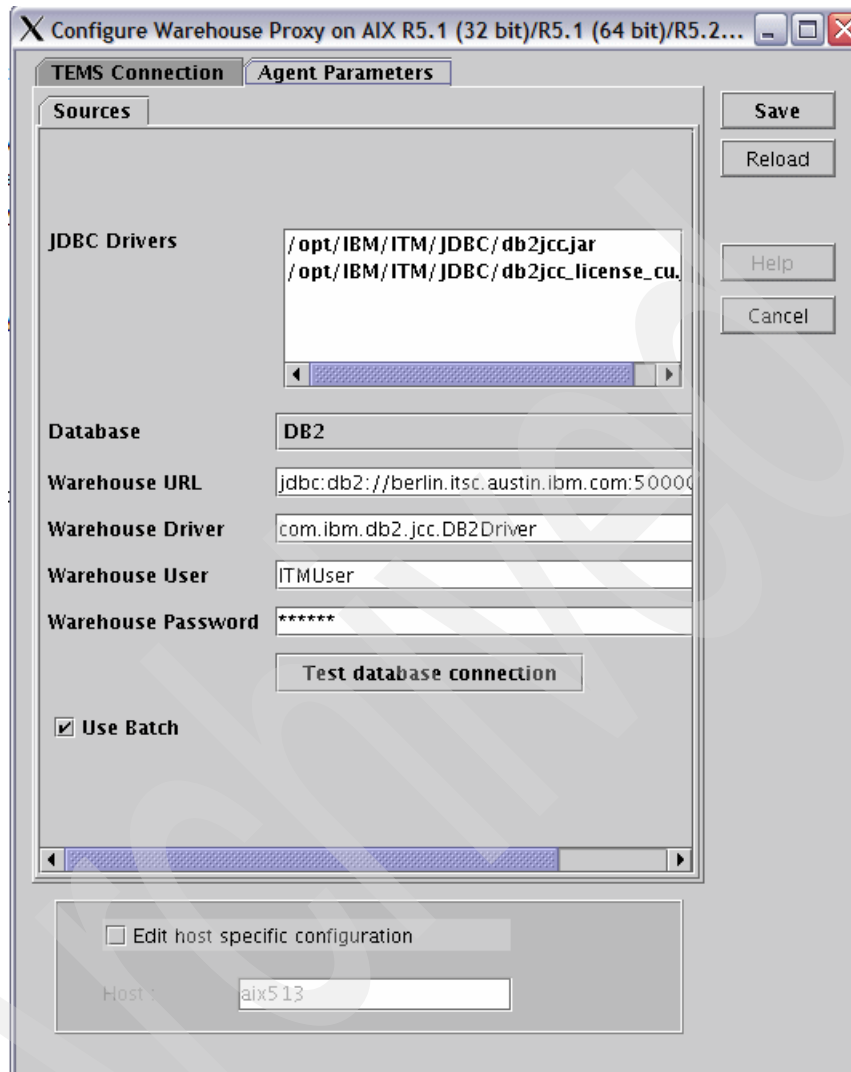 X Configure Warehouse Proxy on AIX R5.1 (32 bit)/R5.1 (64 bit)/R5.2...
TEMS Connection
Agent Parameters
Sources
Save
Reload
JDBC Drivers
/opt/IBM/ITM/JDBC/db2jcc.jar
/opt/IBM/ITM/JDBC/db2jcc_license_cu.j
Help
Cancel
Database
DB2
Warehouse URL
jdbc:db2://berlin.itsc.austin.ibm.com:50000
Warehouse Driver
com.ibm.db2.jcc.DB2Driver
Warehouse User
ITMUser
Warehouse Password
******
Test database connection
Use Batch
Edit host specific configuration
Host :
aix513
Archived